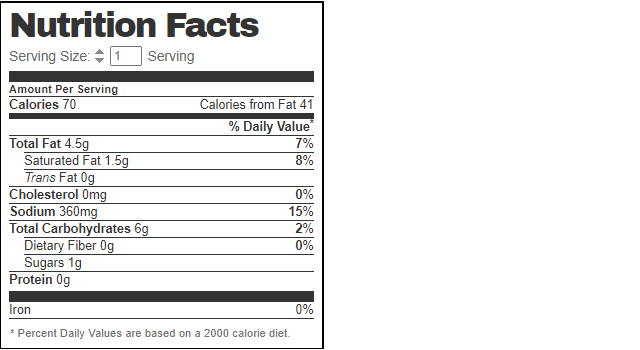 Nutrition Facts
Serving Size: 1 Serving
Amount Per Serving
Calories 70 Calories from Fat 41
% Daily Value*
Total Fat 4.5g 7%
Saturated Fat 1.5g 8%
Trans Fat 0g
Cholesterol 0mg 0%
Sodium 360mg 15%
Total Carbohydrates 6g 2%
Dietary Fiber 0g 0%
Sugars 1g
Protein 0g
Iron 0%
* Percent Daily Values are based on a 2000 calorie diet.